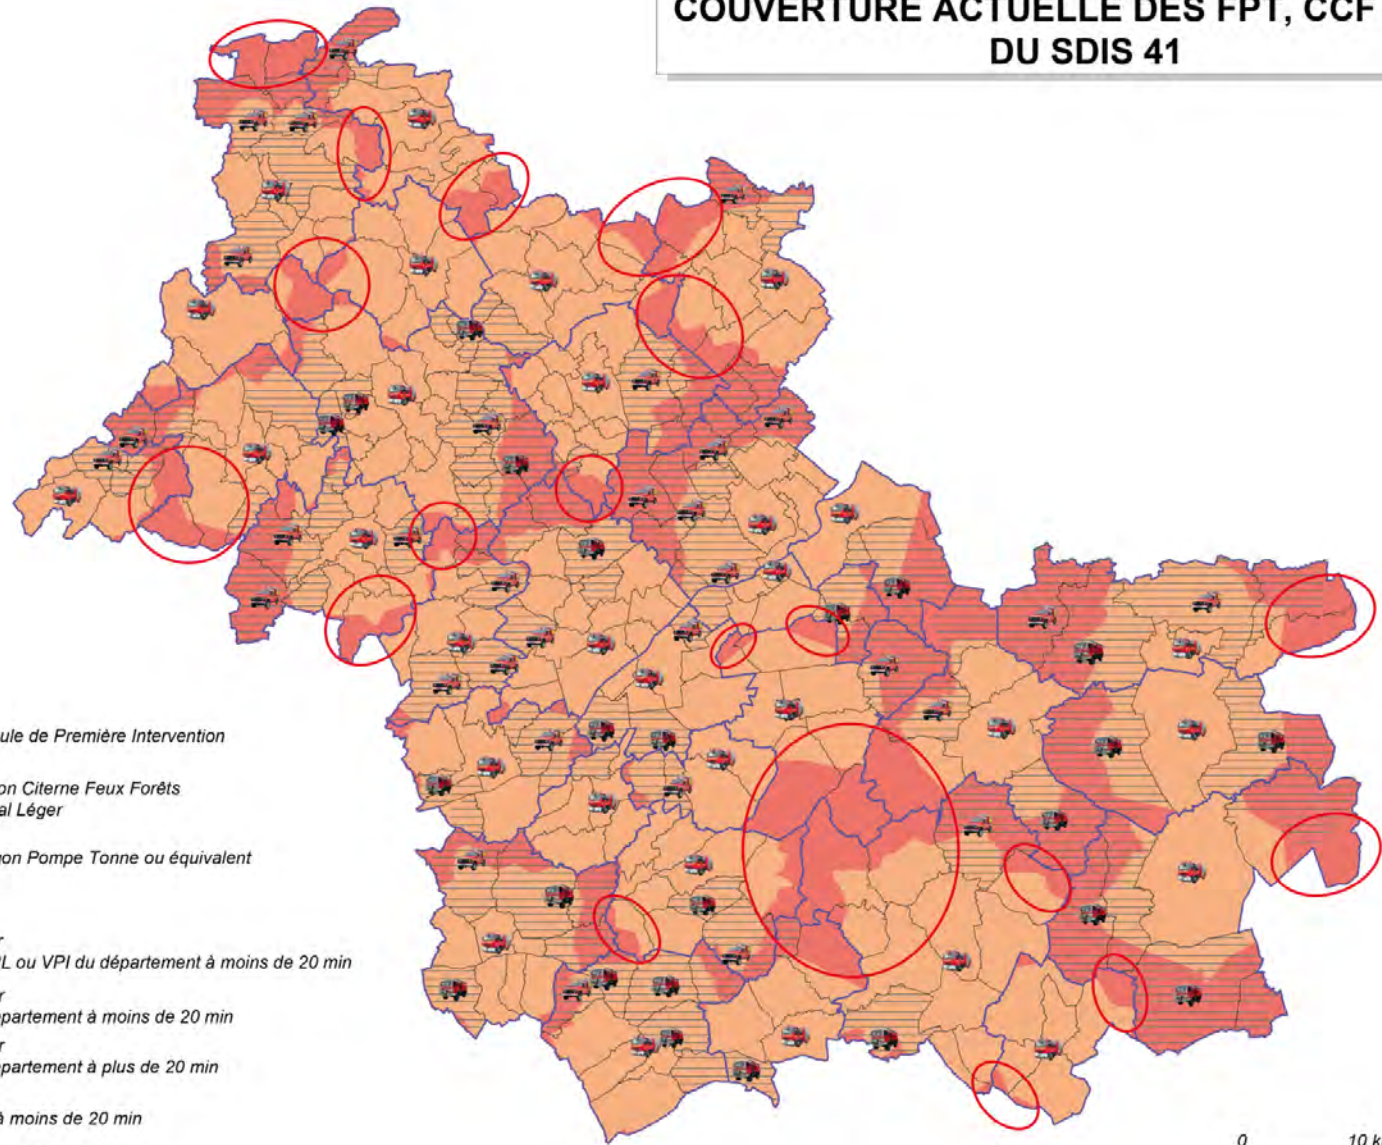 COUVERTURE ACTUELLE DES FPT, CCF
DU SDIS 41
ule de Première Intervention
on Citerne Feux Forêts
al Léger
on Pompe Tonne ou équivalent
r
L ou VPI du département à moins de 20 min
r
épartement à moins de 20 min
r
épartement à plus de 20 min
à moins de 20 min
0 10 k